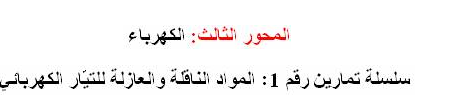 المحور الثالث: الكهرباء
سلسلة تمارين رقم 1: المواد الناقلة والعازلة للتيّار الكهربائي